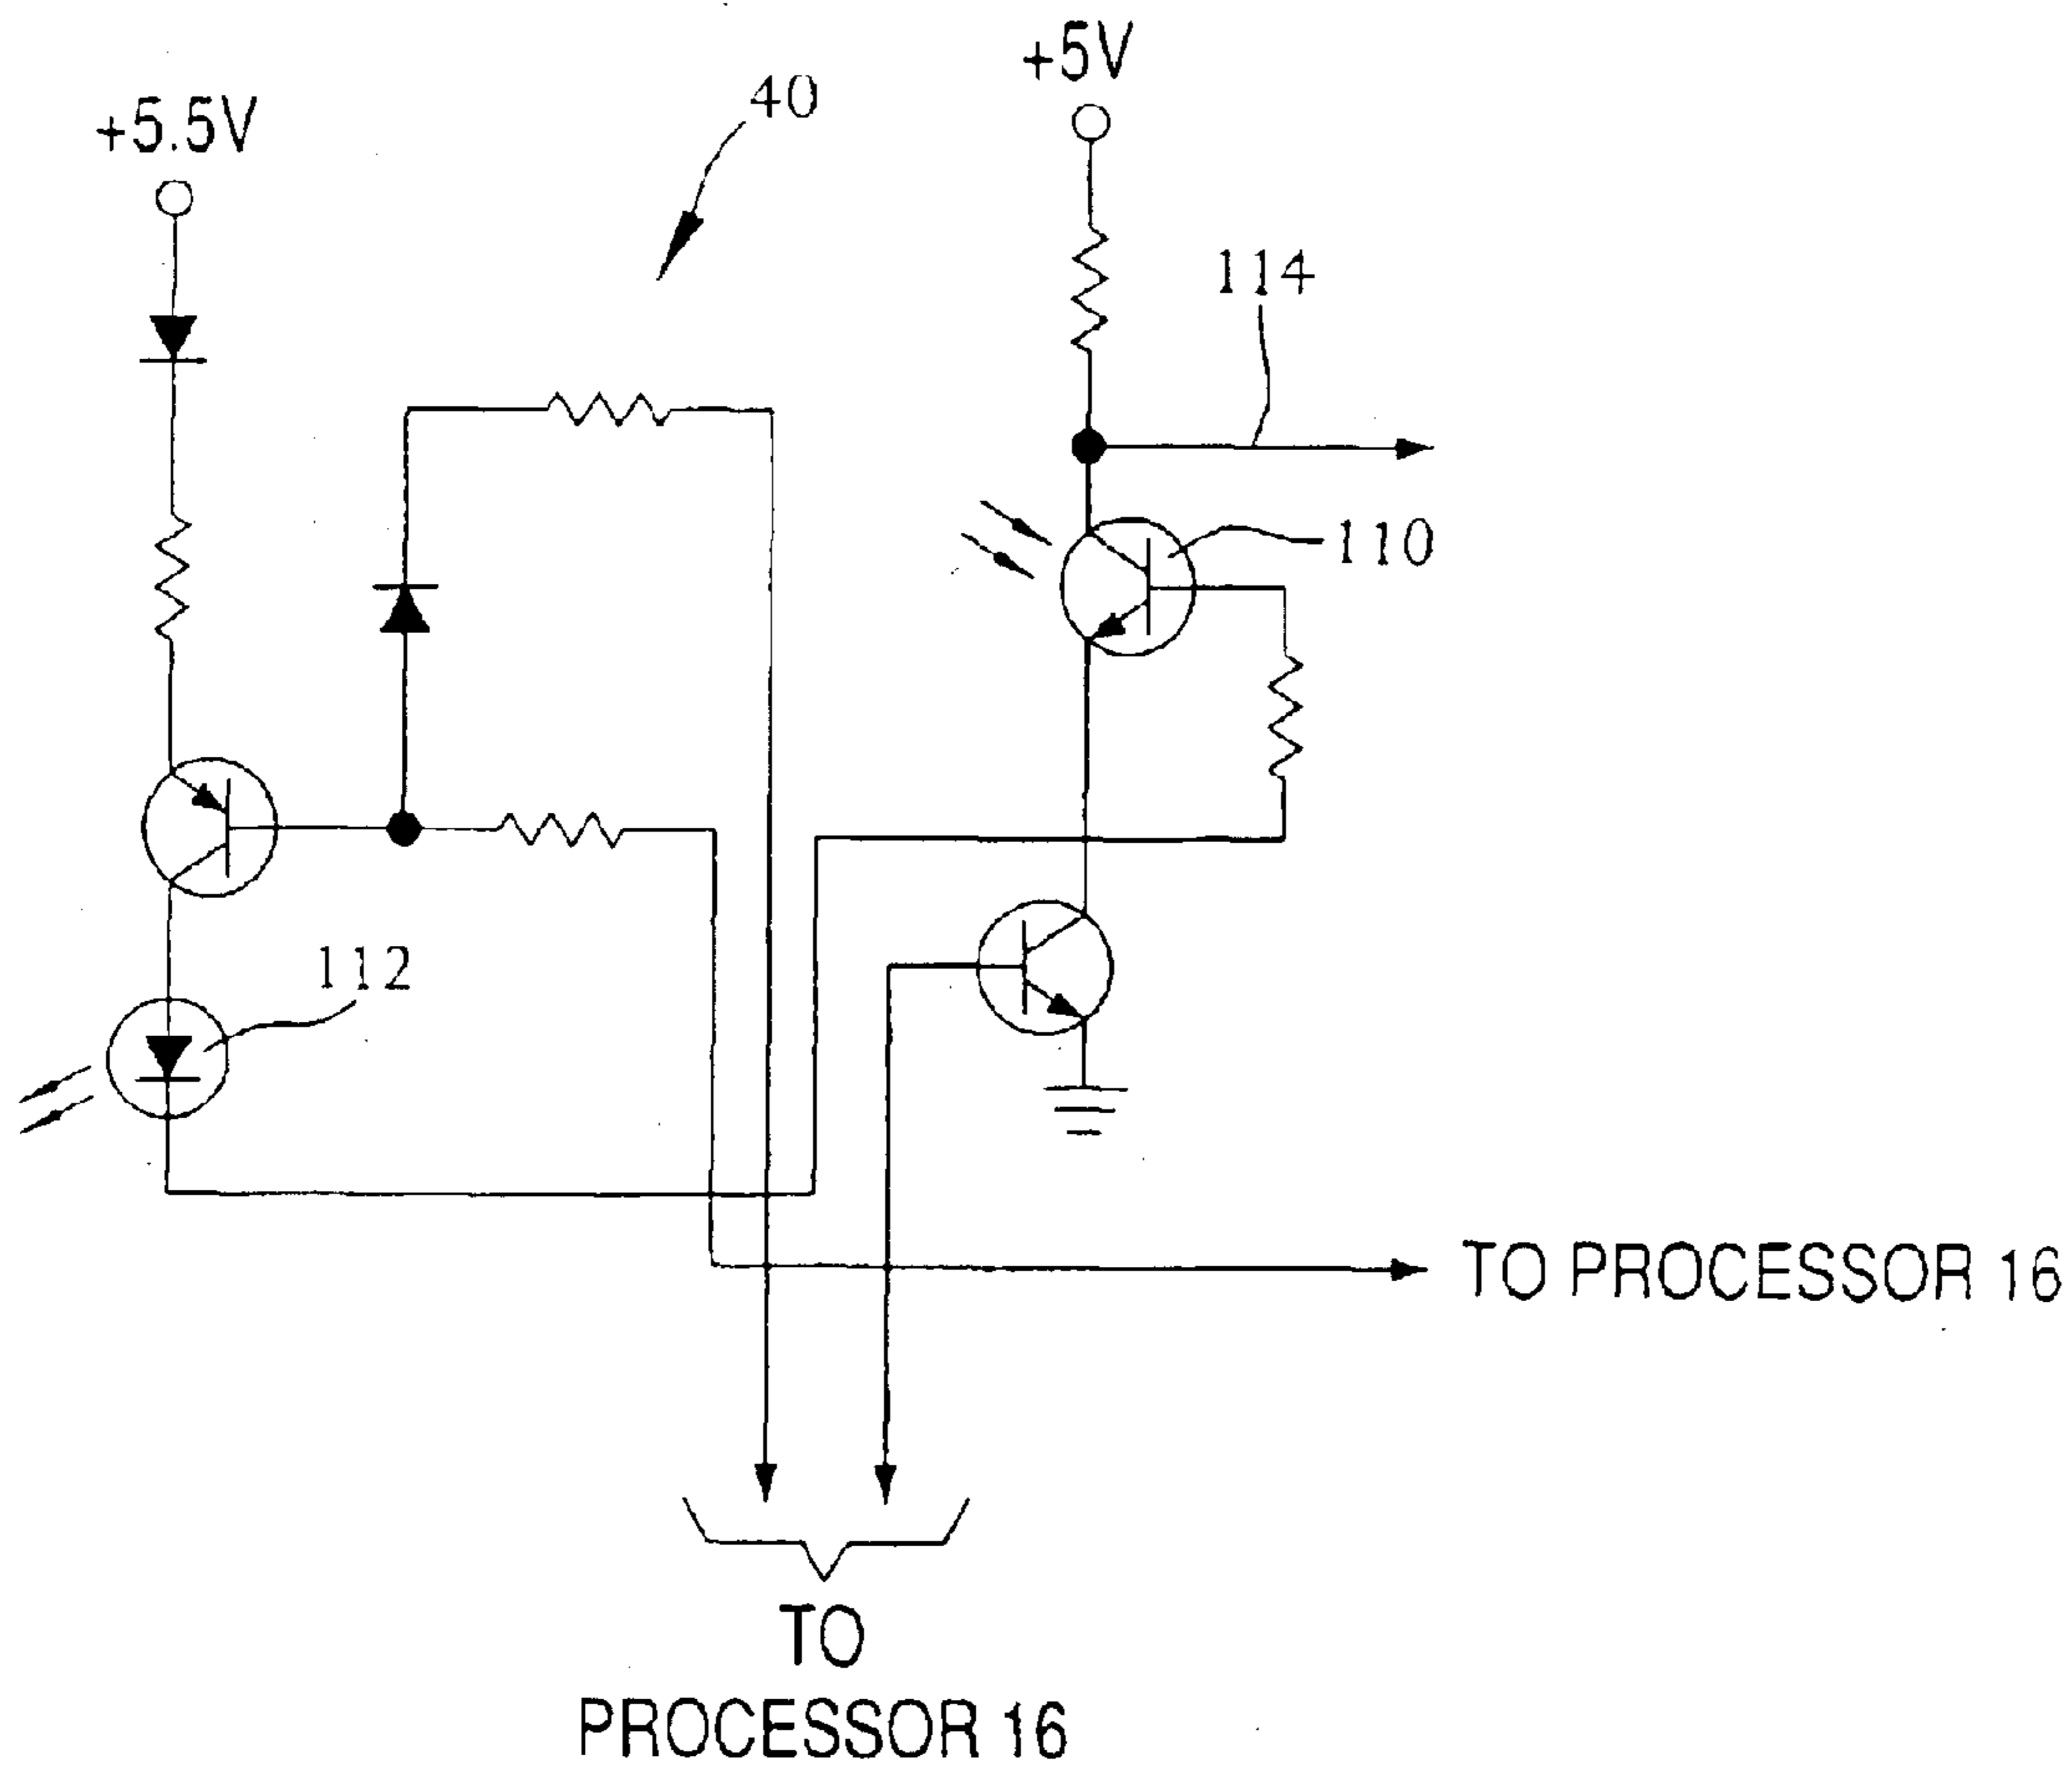 +5V
40
+5.5V
114
110
112
TO PROCESSOR 16
TO
PROCESSOR 16